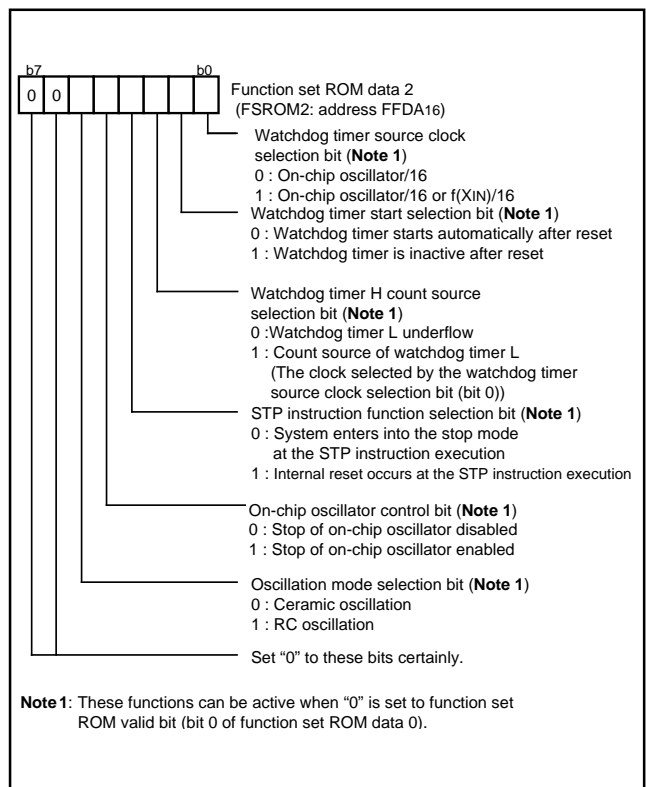 b7 b0
0 0
Function set ROM data 2
(FSROM2: address FFDA16)
Watchdog timer source clock
selection bit (Note 1)
0 : On-chip oscillator/16
1 : On-chip oscillator/16 or f(XIN)/16
Watchdog timer start selection bit (Note 1)
0 : Watchdog timer starts automatically after reset
1 : Watchdog timer is inactive after reset
Watchdog timer H count source
selection bit (Note 1)
0 :Watchdog timer L underflow
1 : Count source of watchdog timer L
(The clock selected by the watchdog timer
source clock selection bit (bit 0))
STP instruction function selection bit (Note 1)
0 : System enters into the stop mode
at the STP instruction execution
1 : Internal reset occurs at the STP instruction execution
On-chip oscillator control bit (Note 1)
0 : Stop of on-chip oscillator disabled
1 : Stop of on-chip oscillator enabled
Oscillation mode selection bit (Note 1)
0 : Ceramic oscillation
1 : RC oscillation
Set “0” to these bits certainly.
Note1: These functions can be active when “0” is set to function set
ROM valid bit (bit 0 of function set ROM data 0).